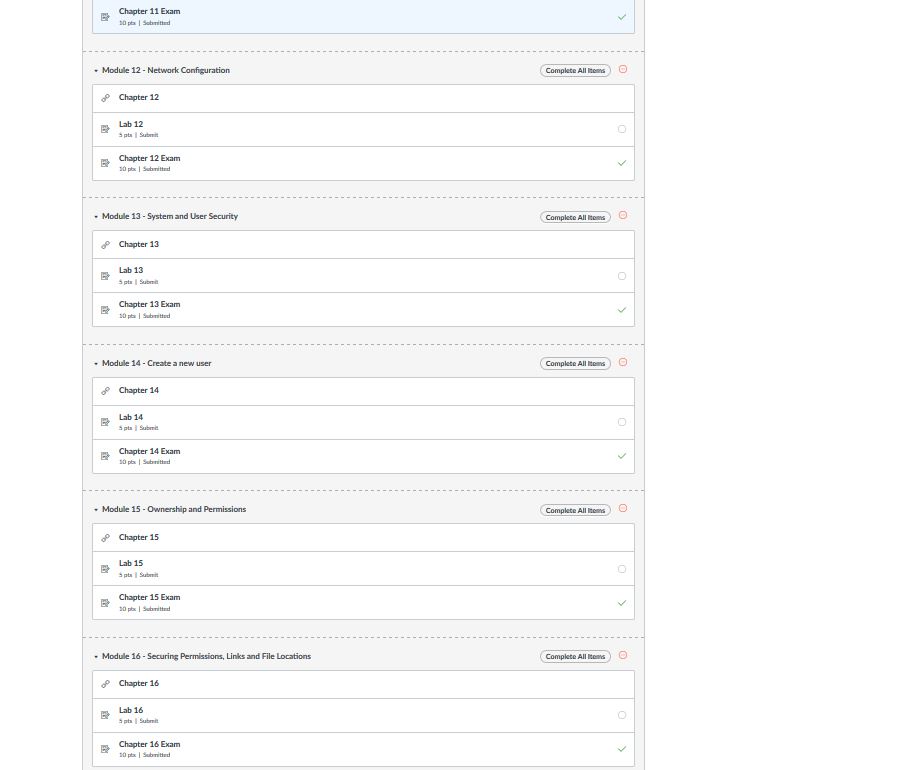 Chapter 11 Exam
10 pts | Submitted
Module 12 - Network Configuration
Complete All Items
Chapter 12
Lab 12
5 pts | Submit
Chapter 12 Exam
10 pts | Submitted
Module 13 - System and User Security
Complete All Items
Chapter 13
Lab 13
5 pts | Submit
Chapter 13 Exam
10 pts | Submitted
Module 14 - Create a new user
Complete All Items
Chapter 14
Lab 14
5 pts | Submit
Chapter 14 Exam
10 pts | Submitted
Module 15 - Ownership and Permissions
Complete All Items
Chapter 15
Lab 15
5 pts | Submit
Chapter 15 Exam
10 pts | Submitted
Module 16 - Securing Permissions, Links and File Locations
Complete All Items
Chapter 16
Lab 16
5 pts | Submit
Chapter 16 Exam
10 pts | Submitted